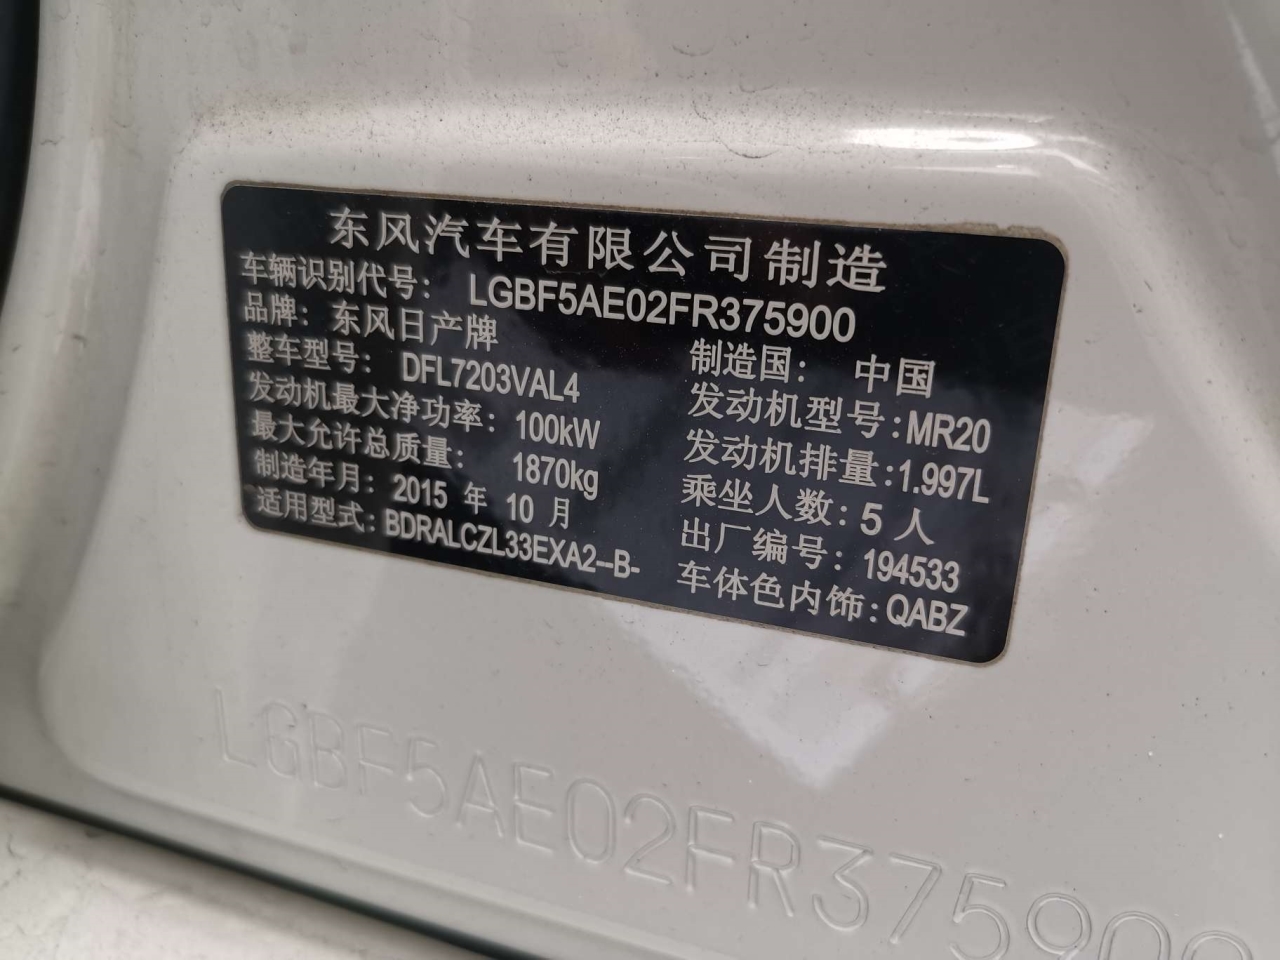 东风汽车有限公司制造
车辆识别代号： LGBF5AE02FR375900
品牌： 东风日产牌 制造国： 中国
整车型号： DFL7203VAL4 发动机型号:MR20
发动机最大净功率： 100kW 发动机排量:1.997L
最大允许总质量： 1870kg 乘坐人数: 5 人
制造年月： 2015 年 10 月 出厂编号: 194533
适用型式: BDRALCZL33EXA2--B- 车体色内饰:QABZ
LGBF5AE02FR375900